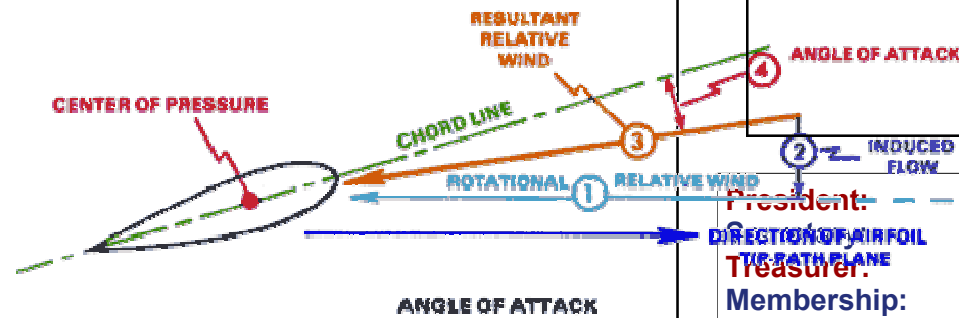 RESULTANT
RELATIVE
WIND
4
ANGLE OF ATTACK
CENTER OF PRESSURE
CHORD LINE
3
2
INDUCED
FLOW
ROTATIONAL
1
RELATIVE WIND
President:
DIRECTION OF AIRFOIL
TIP-PATH PLANE
Treasurer:
ANGLE OF ATTACK
Membership: